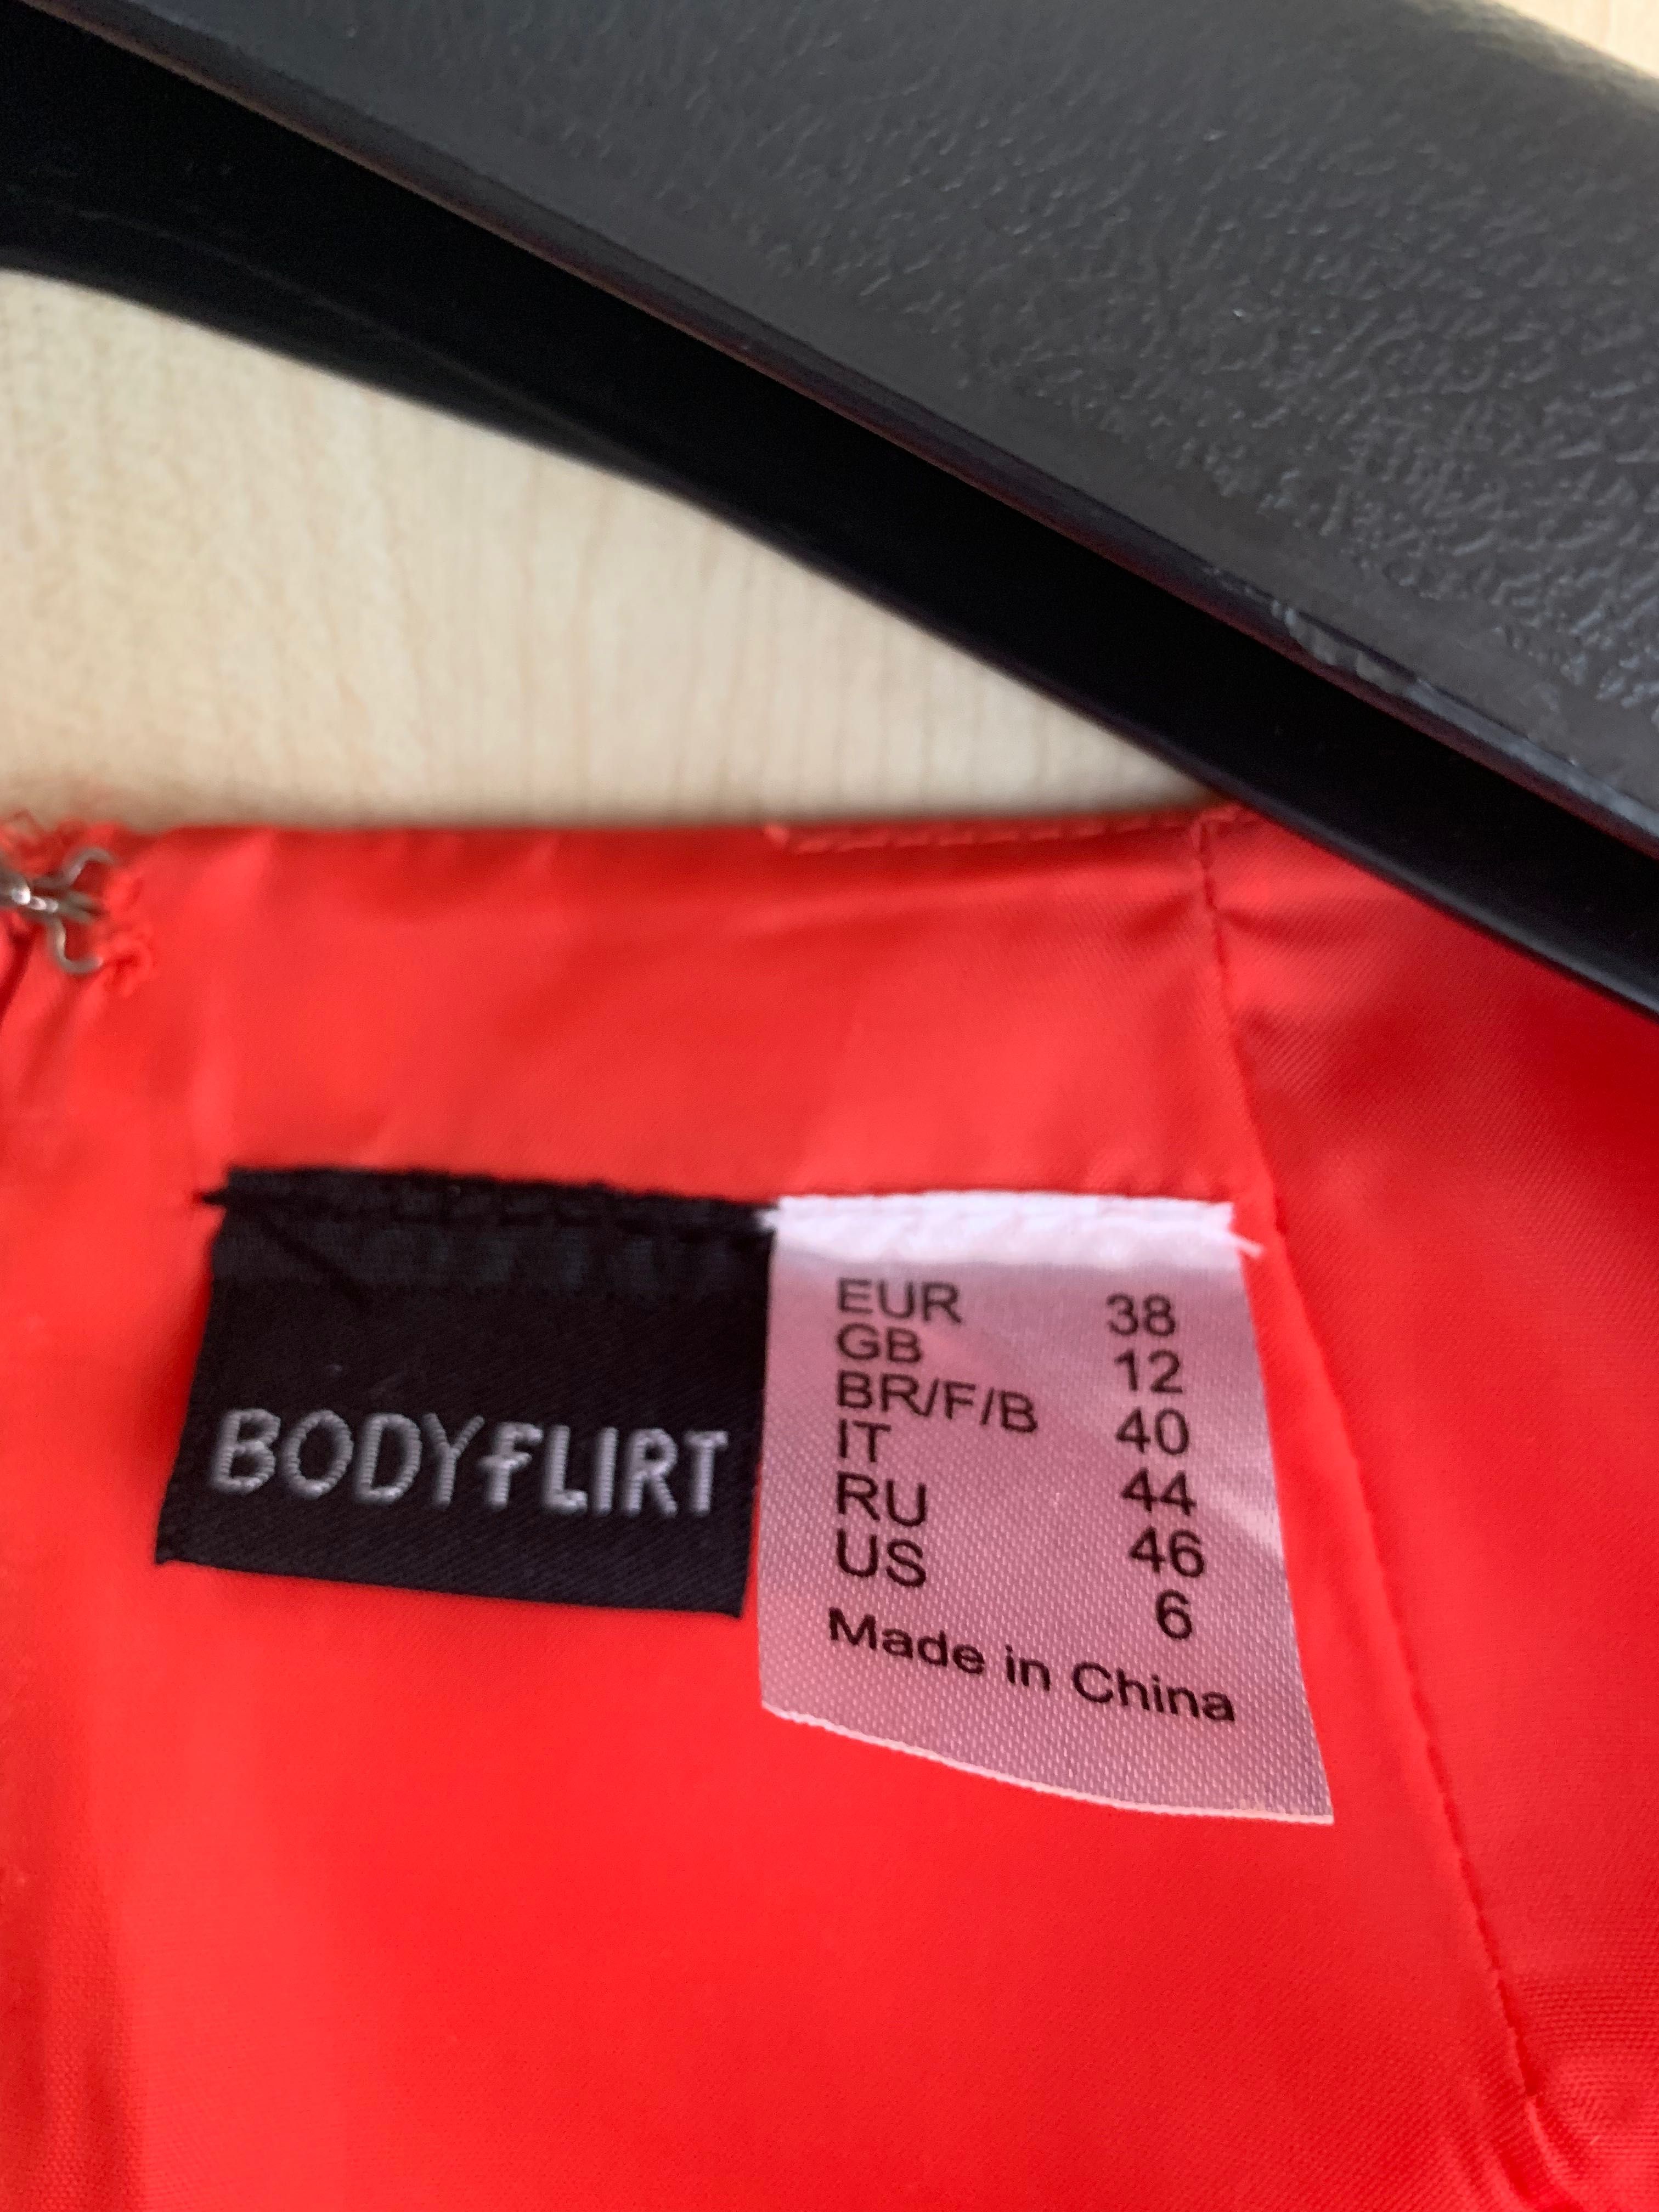 BODYFLIRT
EUR 38
GB 12
BR/F/B 40
IT 44
RU 46
US 6
Made in China